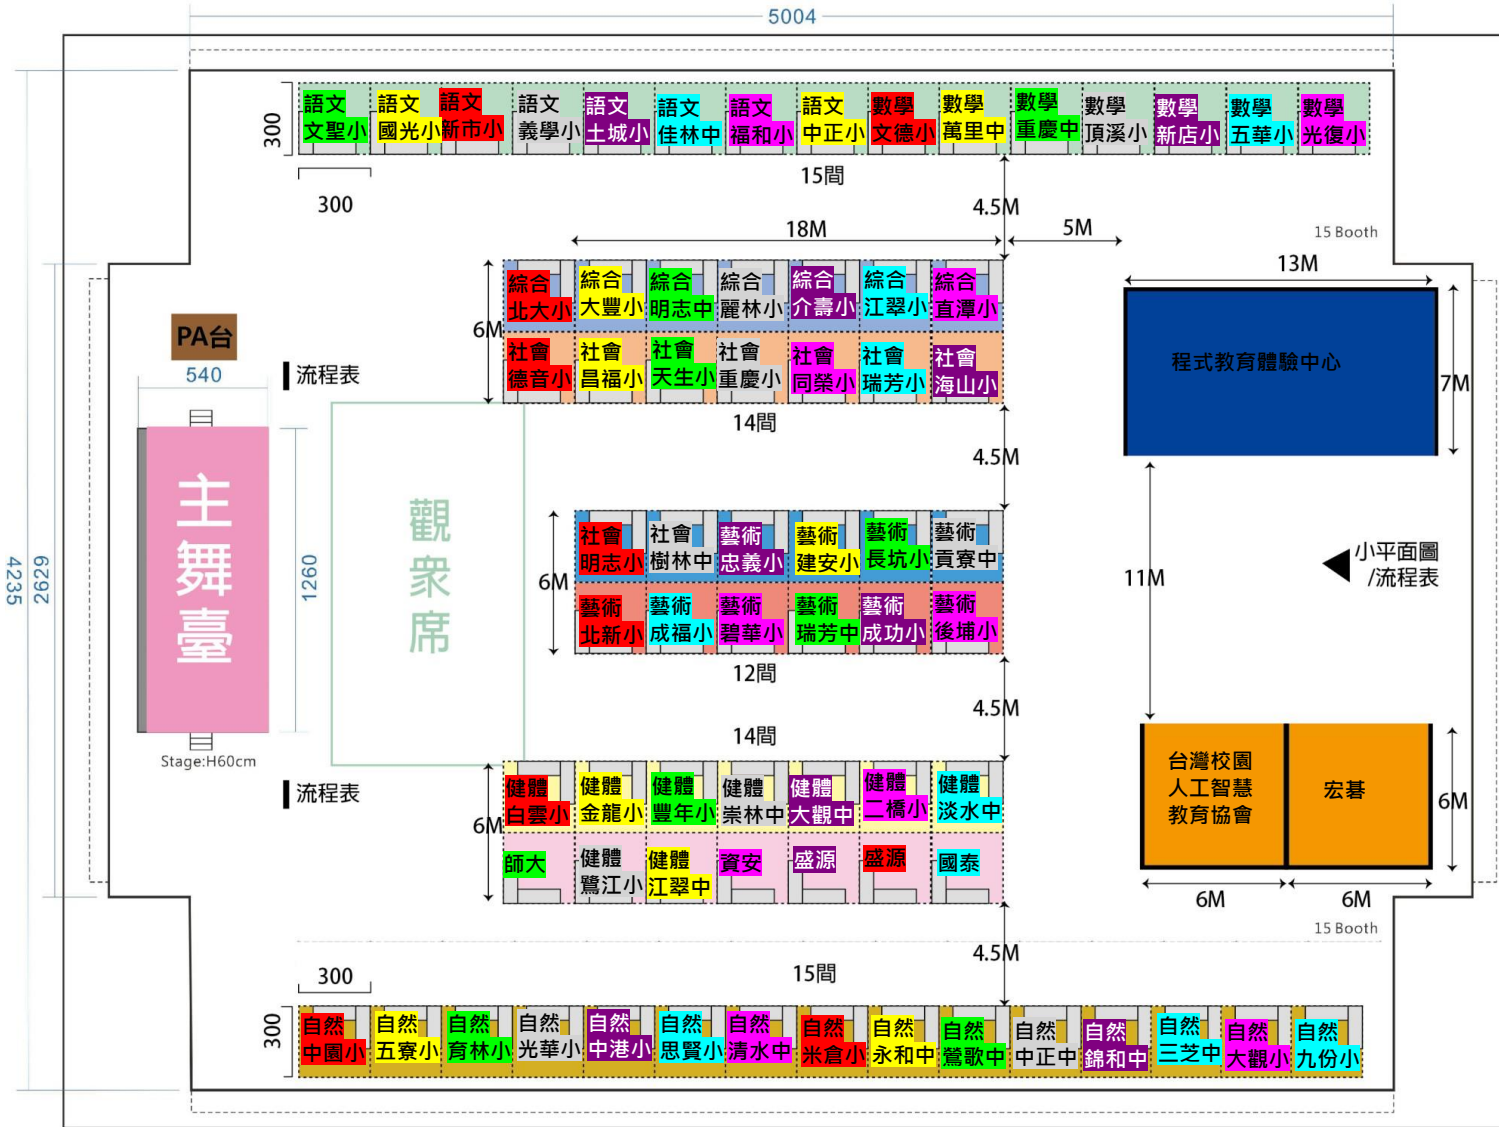 5004
語文
文聖小
語文
國光小
語文
新市小
語文
義學小
語文
土城小
語文
佳林中
語文
福和小
語文
中正小
數學
文德小
數學
萬里中
數學
重慶中
數學
頂溪小
數學
新店小
數學
五華小
數學
光復小
300
300
15間
4.5M
18M
5M
15 Booth
13M
綜合
北大小
綜合
大豐小
綜合
明志中
綜合
麗林小
綜合
介壽小
綜合
江翠小
綜合
直潭小
6M
社會
德音小
社會
昌福小
社會
天生小
社會
重慶小
社會
同榮小
社會
瑞芳小
社會
海山小
14間
PA台
540
流程表
程式教育體驗中心
7M
4.5M
主舞臺
觀衆席
1260
6292
4235
社會
明志小
社會
樹林中
藝術
忠義小
藝術
建安小
藝術
長坑小
藝術
貢寮中
6M
藝術
北新小
藝術
成福小
藝術
碧華小
藝術
瑞芳中
藝術
成功小
藝術
後埔小
12間
11M
小平面圖
/流程表
4.5M
14間
Stage:H60cm
流程表
健體
白雲小
健體
金龍小
健體
豐年小
健體
崇林中
健體
大觀中
健體
二橋小
健體
淡水中
6M
師大
健體
鷺江小
健體
江翠中
資安
盛源
盛源
國泰
台灣校園
人工智慧
教育協會
宏碁
6M
6M
6M
15 Booth
4.5M
300
15間
300
自然
中園小
自然
五寮小
自然
育林小
自然
光華小
自然
中港小
自然
思賢小
自然
清水中
自然
米倉小
自然
永和中
自然
鶯歌中
自然
中正中
自然
錦和中
自然
三芝中
自然
大觀小
自然
九份小